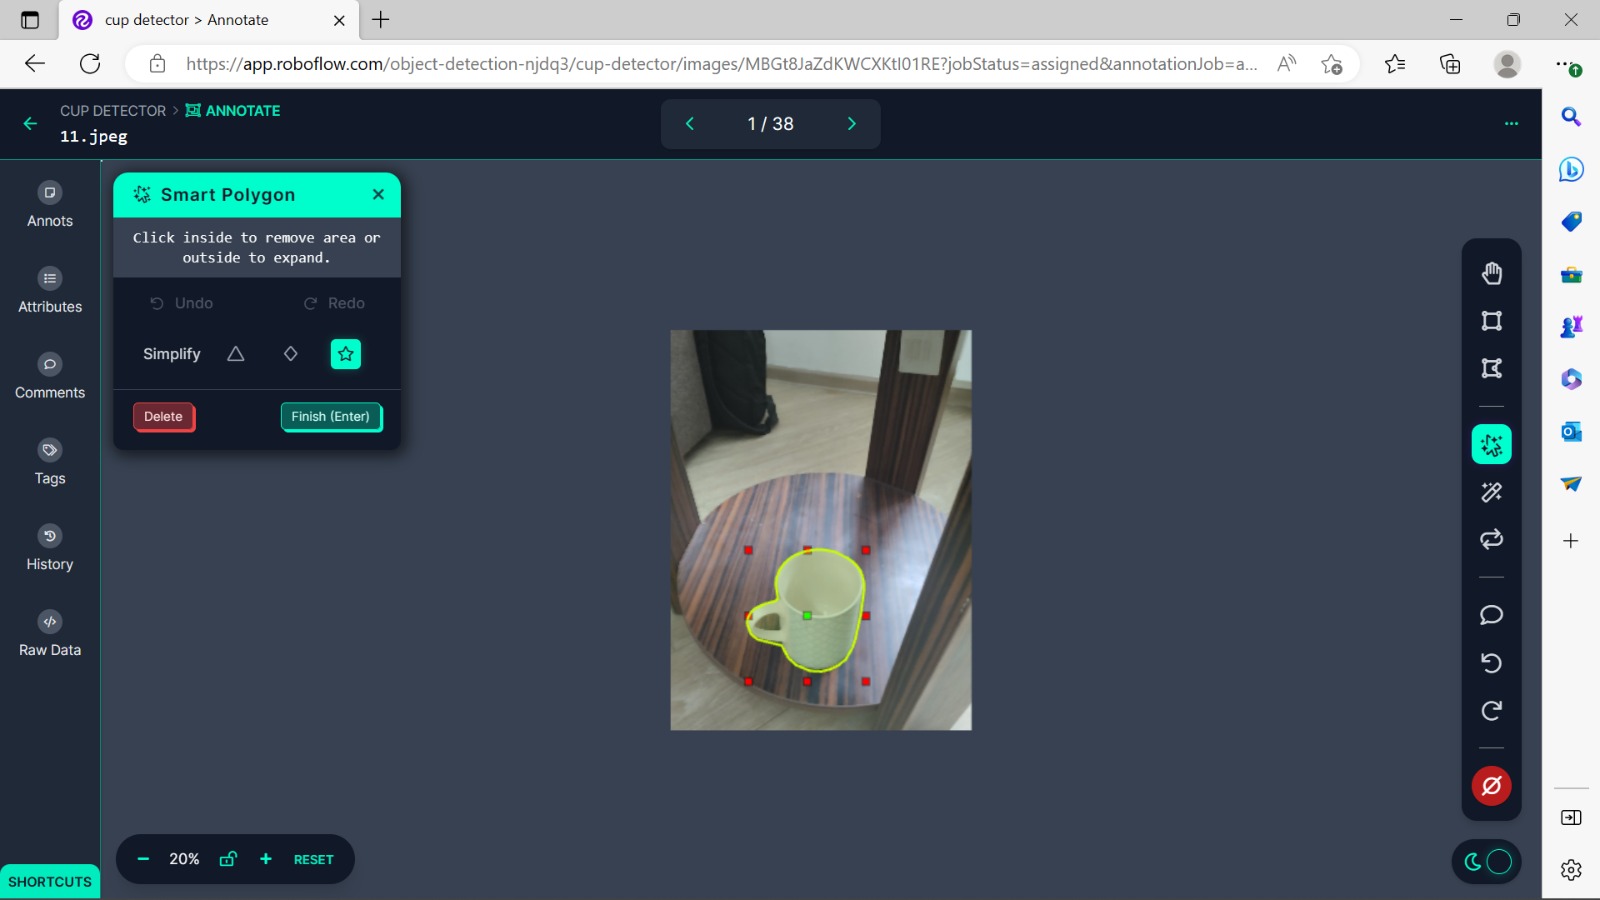 cup detector > Annotate
https://app.roboflow.com/object-detection-njdq3/cup-detector/images/MBGt8JaZdKWCXKtI01RE?jobStatus=assigned&annotationJob=a...
CUP DETECTOR > ANNOTATE
11.jpeg
1 / 38
Smart Polygon
Click inside to remove area or
outside to expand.
Undo Redo
Simplify
Delete Finish (Enter)
Annots
Attributes
Comments
Tags
History
Raw Data
20% RESET
SHORTCUTS